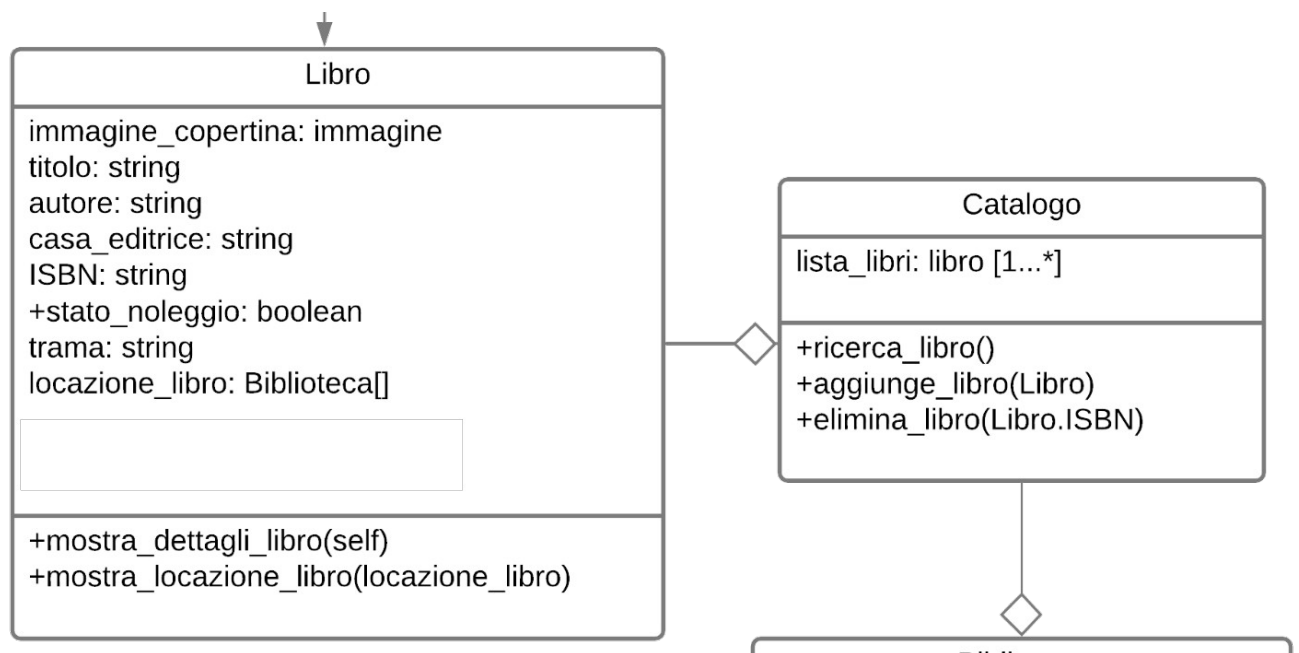 Libro
immagine_copertina: immagine
titolo: string
autore: string
casa_editrice: string
ISBN: string
+stato_noleggio: boolean
trama: string
locazione_libro: Biblioteca[]
+mostra_dettagli_libro(self)
+mostra_locazione_libro(locazione_libro)
Catalogo
lista_libri: libro [1...*]
+ricerca_libro()
+aggiunge_libro(Libro)
+elimina_libro(Libro.ISBN)